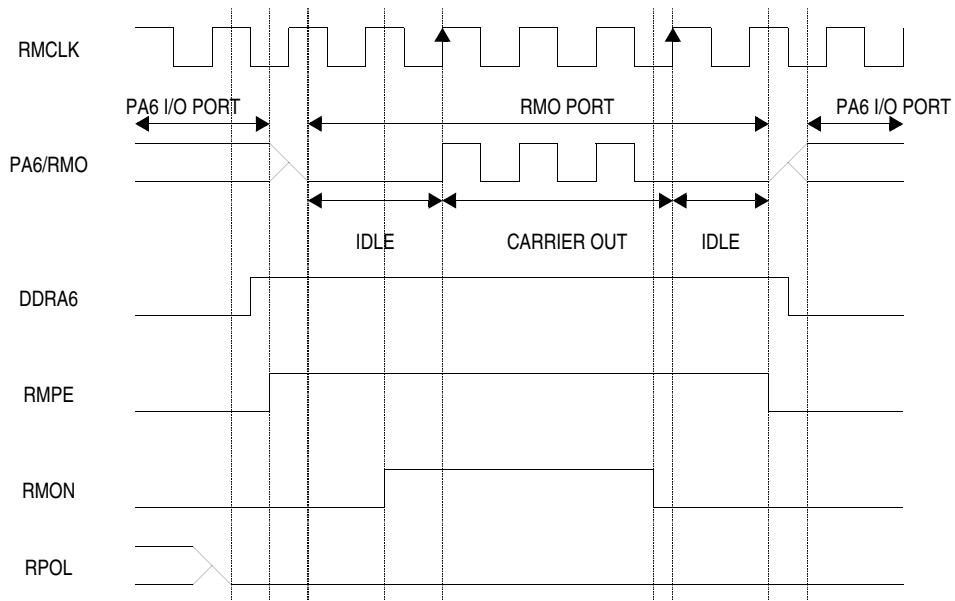 RMCLK
PA6 I/O PORT
RMO PORT
PA6 I/O PORT
PA6/RMO
IDLE
CARRIER OUT
IDLE
DDRA6
RMPE
RMON
RPOL